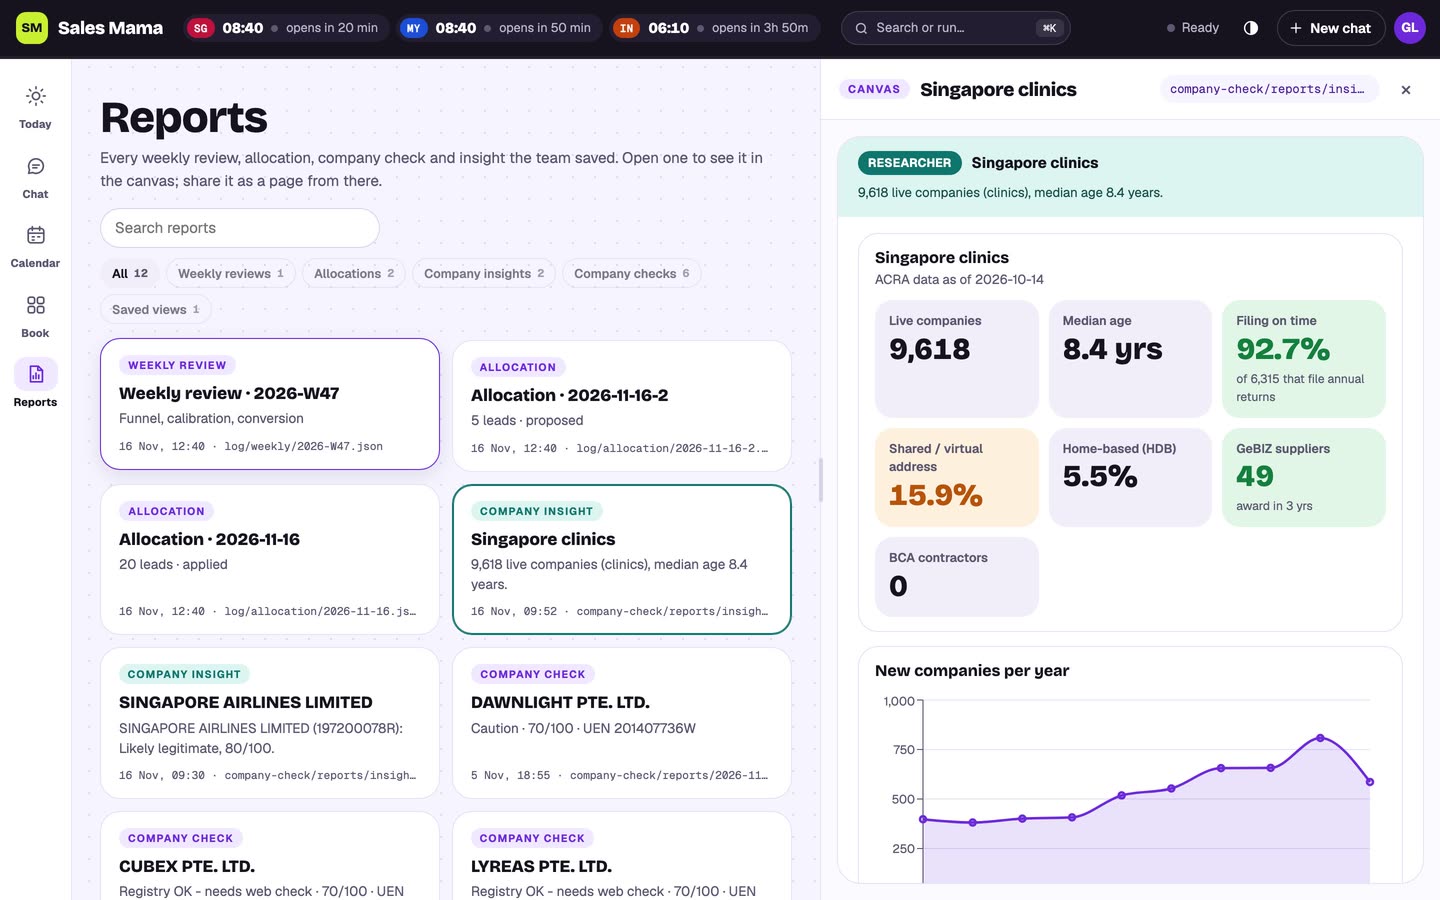 SM Sales Mama SG 08:40 opens in 20 min MY 08:40 opens in 50 min IN 06:10 opens in 3h 50m Search or run... ⌘K Ready New chat GL
Today
Chat
Calendar
Book
Reports
Reports
Every weekly review, allocation, company check and insight the team saved. Open one to see it in
the canvas; share it as a page from there.
Search reports
All 12 Weekly reviews 1 Allocations 2 Company insights 2 Company checks 6
Saved views 1
WEEKLY REVIEW
Weekly review · 2026-W47
Funnel, calibration, conversion
16 Nov, 12:40 · log/weekly/2026-W47.json
ALLOCATION
Allocation · 2026-11-16-2
5 leads · proposed
16 Nov, 12:40 · log/allocation/2026-11-16-2.…
ALLOCATION
Allocation · 2026-11-16
20 leads · applied
16 Nov, 12:40 · log/allocation/2026-11-16.js…
COMPANY INSIGHT
Singapore clinics
9,618 live companies (clinics), median age 8.4
years.
16 Nov, 09:52 · company-check/reports/insigh…
COMPANY INSIGHT
SINGAPORE AIRLINES LIMITED
SINGAPORE AIRLINES LIMITED (197200078R):
Likely legitimate, 80/100.
16 Nov, 09:30 · company-check/reports/insigh…
COMPANY CHECK
DAWNLIGHT PTE. LTD.
Caution · 70/100 · UEN 201407736W
5 Nov, 18:55 · company-check/reports/2026-11…
COMPANY CHECK
CUBEX PTE. LTD.
Registry OK - needs web check · 70/100 · UEN
COMPANY CHECK
LYREAS PTE. LTD.
Registry OK - needs web check · 70/100 · UEN
CANVAS Singapore clinics company-check/reports/insi… ×
RESEARCHER Singapore clinics
9,618 live companies (clinics), median age 8.4 years.
Singapore clinics
ACRA data as of 2026-10-14
Live companies
9,618
Median age
8.4 yrs
Filing on time
92.7%
of 6,315 that file annual
returns
Shared / virtual
address
15.9%
Home-based (HDB)
5.5%
GeBIZ suppliers
49
award in 3 yrs
BCA contractors
0
New companies per year
1,000
750
500
250